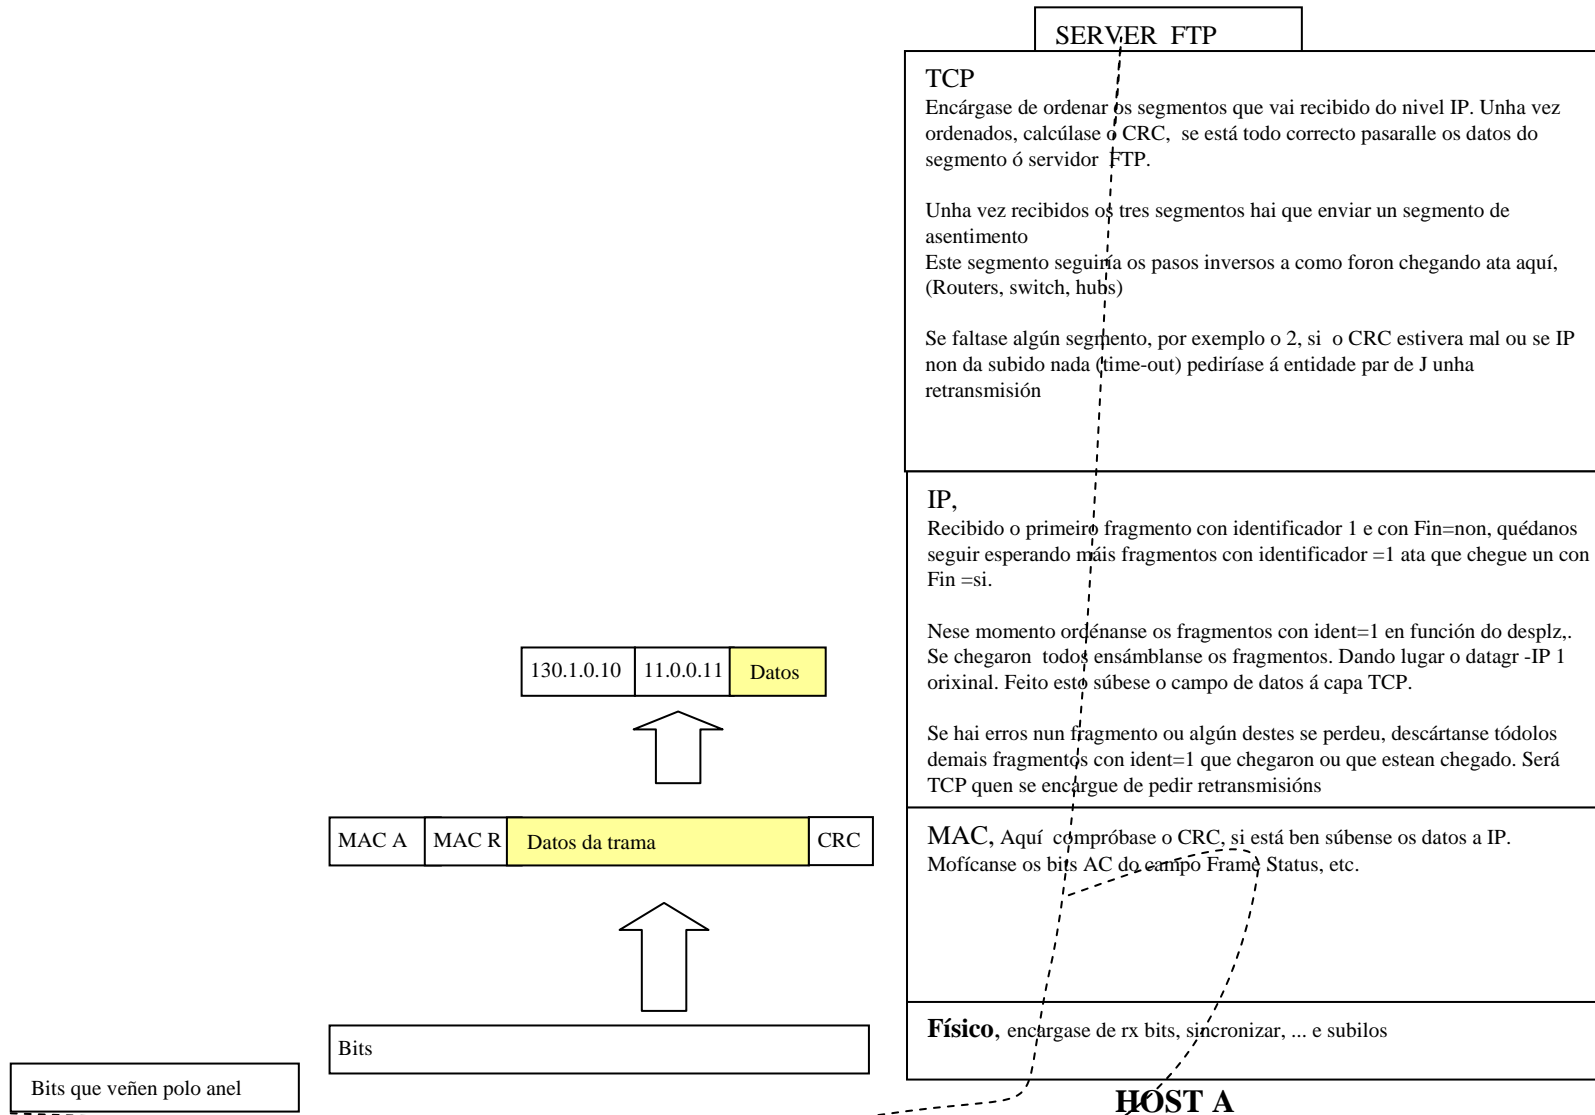 SERVER  FTP
TCP
Encárgase de ordenar os segmentos que vai recibido do nivel IP. Unha vez
ordenados, calcúlase o CRC,  se está todo correcto pasaralle os datos do
segmento ó servidor  FTP.
Unha vez recibidos os tres segmentos hai que enviar un segmento de
asentimento
Este segmento seguiría os pasos inversos a como foron chegando ata aquí,
(Routers, switch, hubs)
Se faltase algún segmento, por exemplo o 2, si  o CRC estivera mal ou se IP
non da subido nada (time-out) pediríase á entidade par de J unha
retransmisión
IP,
Recibido o primeiro fragmento con identificador 1 e con Fin=non, quédanos
seguir esperando máis fragmentos con identificador =1 ata que chegue un con
Fin =si.
Nese momento ordénanse os fragmentos con ident=1 en función do desplz,.
Se chegaron  todos ensámblanse os fragmentos. Dando lugar o datagr -IP 1
orixinal. Feito esto súbese o campo de datos á capa TCP.
Se hai erros nun fragmento ou algún destes se perdeu, descártanse tódolos
demais fragmentos con ident=1 que chegaron ou que estean chegado. Será
TCP quen se encargue de pedir retransmisións
130.1.0.10 11.0.0.11 Datos
MAC A MAC R Datos da trama CRC
MAC, Aquí  compróbase o CRC, si está ben súbense os datos a IP.
Mofícanse os bits AC do campo Frame Status, etc.
Físico, encargase de rx bits, sincronizar, ... e subilos
Bits
Bits que veñen polo anel
HOST A